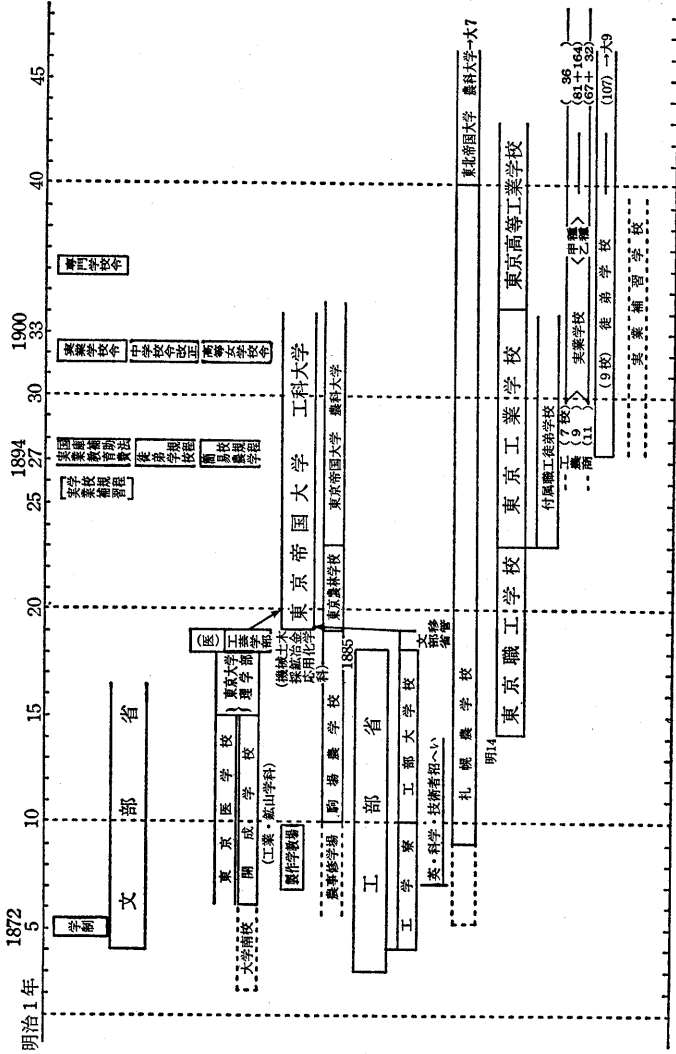 明治1年
5
10
15
20
25
27
30
33
40
45
1872
1894
1900
学制
〔実業学校補習規程〕
実業教育費国庫補助法
徒弟学校規程
簡易農学校規程
実業学校令
中学校令改正
高等女学校令
専門学校令
文部省
東京医学校
大学南校
開成学校
東京大学理学部
(医)
工芸学部
(工業・鉱山学科)
製作学教場
(機械土木採鉱冶金応用化学科)
東京帝国大学 工科大学
農事修学場
駒場農学校
1885
東京農林学校
東京帝国大学 農科大学
工部省
工学寮
工部大学校
文部省移管
英・科学・技術者招へい
札幌農学校
東北帝国大学 農科大学→大7
明14
東京職工学校
東京工業学校
東京高等工業学校
付属職工徒弟学校
工 (7校)
農 (9)
商 (11)
実業学校
〈甲種〉
〈乙種〉
36
(81+164)
(67+ 32)
(9校) 徒弟学校
(107)→大9
実業補習学校